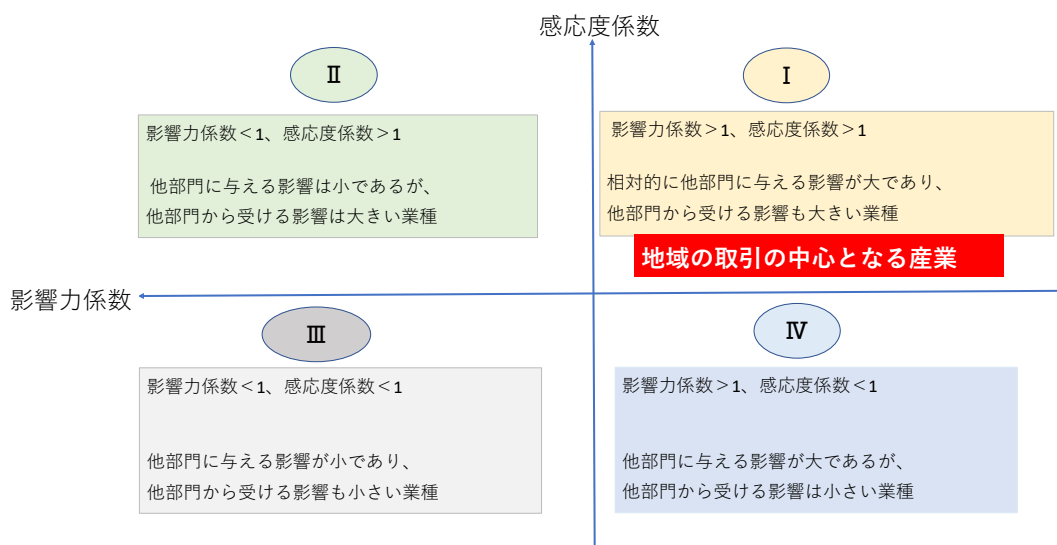 感応度係数
Ⅱ
影響力係数＜1、感応度係数＞1
他部門に与える影響は小であるが、
他部門から受ける影響は大きい業種
Ⅰ
影響力係数＞1、感応度係数＞1
相対的に他部門に与える影響が大であり、
他部門から受ける影響も大きい業種
地域の取引の中心となる産業
影響力係数
Ⅲ
影響力係数＜1、感応度係数＜1
他部門に与える影響が小であり、
他部門から受ける影響も小さい業種
Ⅳ
影響力係数＞1、感応度係数＜1
他部門に与える影響が大であるが、
他部門から受ける影響は小さい業種